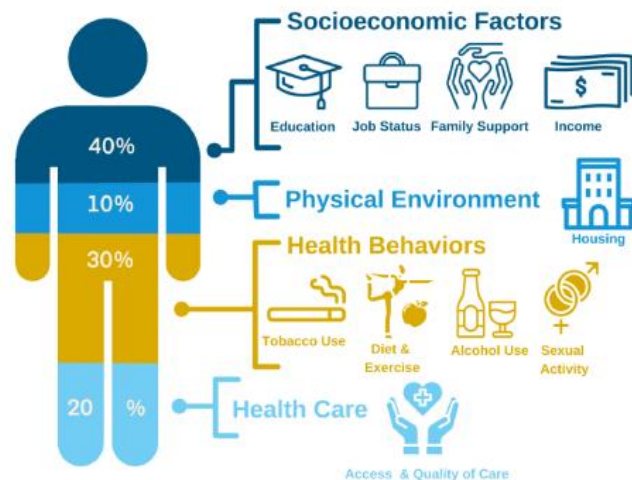 Socioeconomic Factors
$
Education Job Status Family Support Income
40%
10%
Physical Environment
Housing
30%
Health Behaviors
Tobacco Use Diet & Exercise Alcohol Use Sexual Activity
20 %
Health Care
Access & Quality of Care